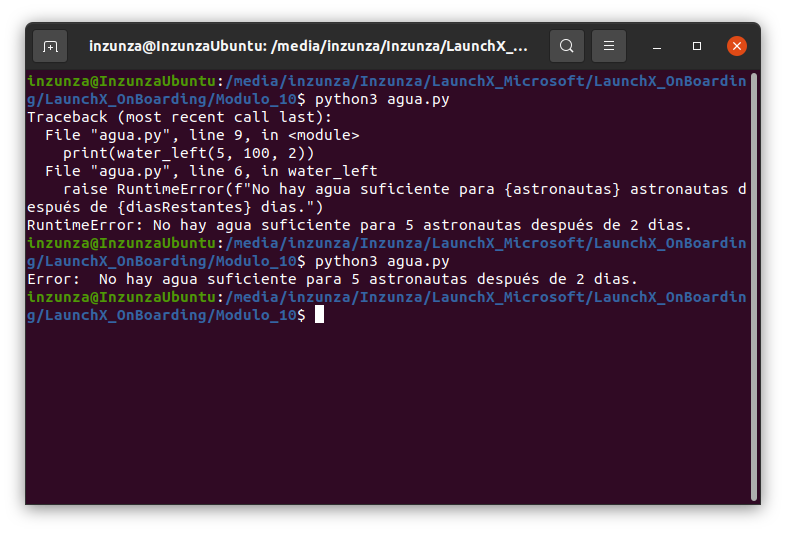 inzunza@InzunzaUbuntu: /media/inzunza/Inzunza/LaunchX_...
inzunza@InzunzaUbuntu:/media/inzunza/Inzunza/LaunchX_Microsoft/LaunchX_OnBoardin
g/LaunchX_OnBoarding/Modulo_10$ python3 agua.py
Traceback (most recent call last):
  File "agua.py", line 9, in <module>
    print(water_left(5, 100, 2))
  File "agua.py", line 6, in water_left
    raise RuntimeError(f"No hay agua suficiente para {astronautas} astronautas d
espués de {diasRestantes} dias.")
RuntimeError: No hay agua suficiente para 5 astronautas después de 2 dias.
inzunza@InzunzaUbuntu:/media/inzunza/Inzunza/LaunchX_Microsoft/LaunchX_OnBoardin
g/LaunchX_OnBoarding/Modulo_10$ python3 agua.py
Error:  No hay agua suficiente para 5 astronautas después de 2 dias.
inzunza@InzunzaUbuntu:/media/inzunza/Inzunza/LaunchX_Microsoft/LaunchX_OnBoardin
g/LaunchX_OnBoarding/Modulo_10$